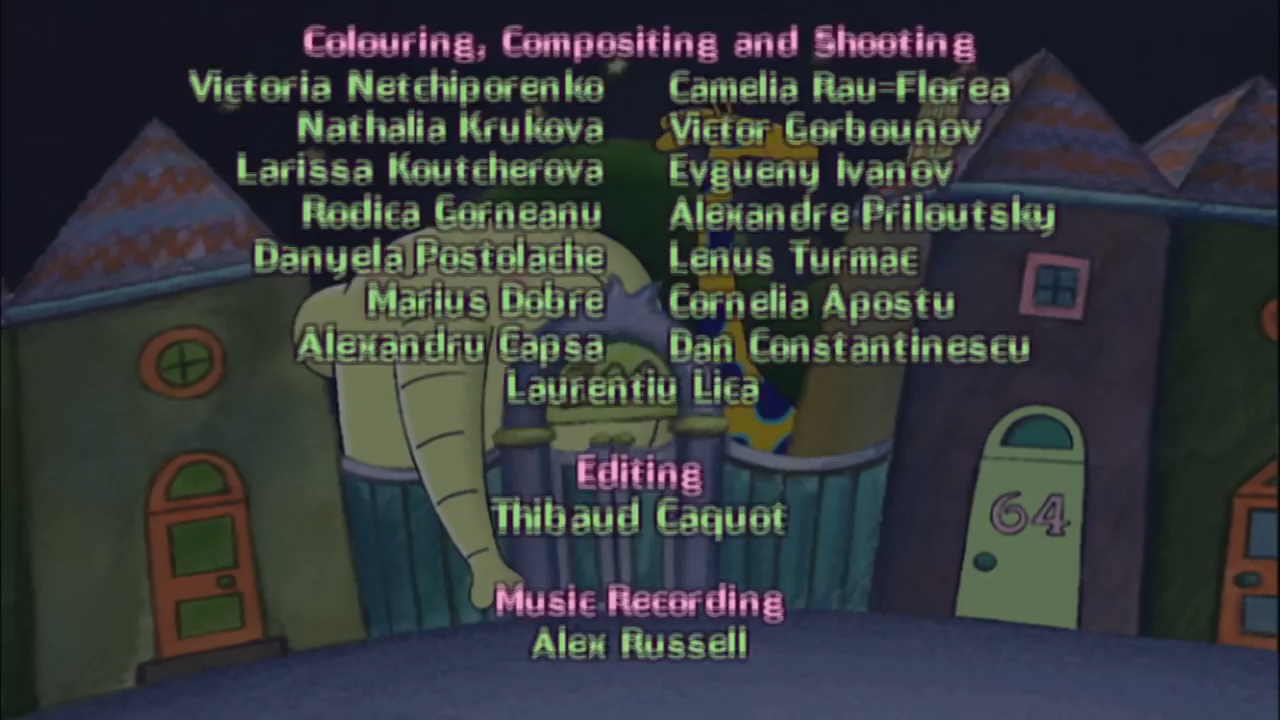 Colouring, Compositing and Shooting
Victoria Netchiporenko Camelia Rau-Florea
Nathalia Krukova Victor Gorbounov
Larissa Koutcherova Evgueny Ivanov
Rodica Gorneanu Alexandre Priloutsky
Danyela Postolache Lenus Turmac
Marius Dobre Cornelia Apostu
Alexandru Capsa Dan Constantinescu
Laurentiu Lica
Editing
Thibaud Caquot
64
Music Recording
Alex Russell